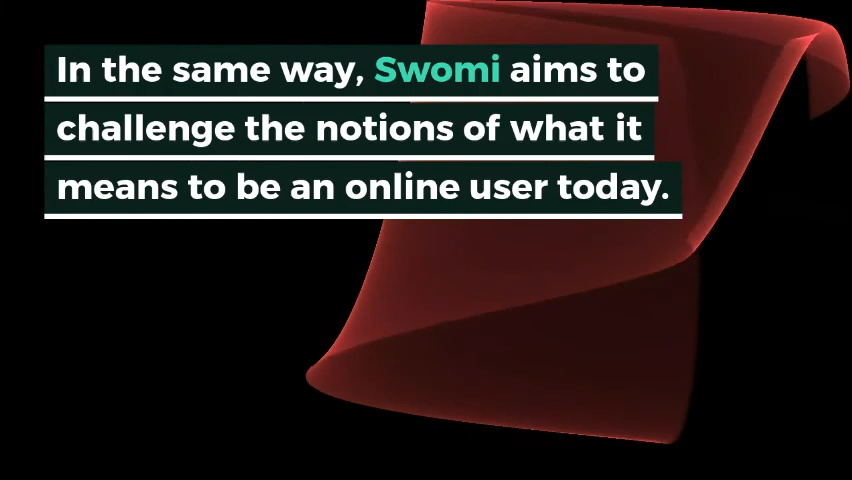 In the same way, Swomi aims to
challenge the notions of what it
means to be an online user today.